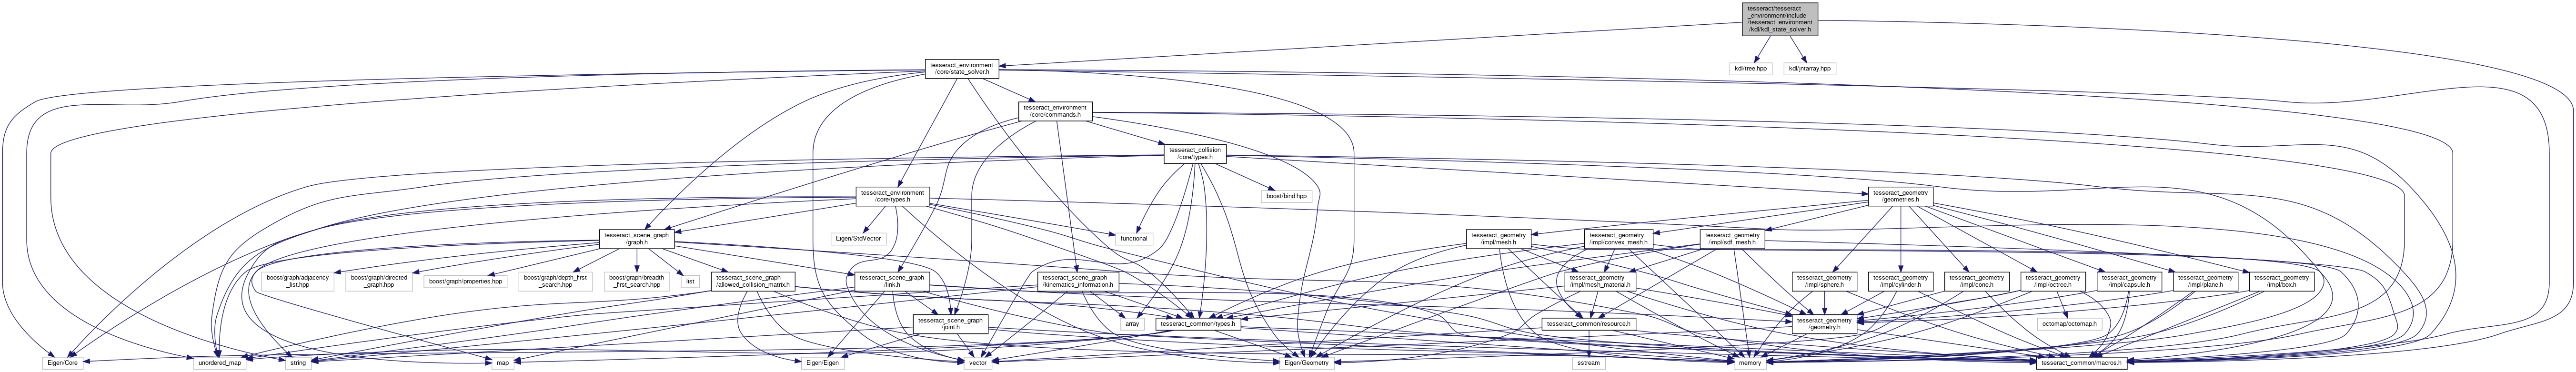 tesseract/tesseract
_environment/include
/tesseract_environment
/kdl/kdl_state_solver.h
tesseract_environment
/core/state_solver.h
kdl/tree.hpp
kdl/jntarray.hpp
tesseract_environment
/core/commands.h
tesseract_collision
/core/types.h
tesseract_environment
/core/types.h
boost/bind.hpp
tesseract_geometry
/geometries.h
Eigen/StdVector
functional
tesseract_scene_graph
/graph.h
tesseract_geometry
/impl/mesh.h
tesseract_geometry
/impl/convex_mesh.h
tesseract_geometry
/impl/sdf_mesh.h
boost/graph/adjacency
_list.hpp
boost/graph/directed
_graph.hpp
boost/graph/properties.hpp
boost/graph/depth_first
_search.hpp
boost/graph/breadth
_first_search.hpp
list
tesseract_scene_graph
/allowed_collision_matrix.h
tesseract_scene_graph
/link.h
tesseract_scene_graph
/kinematics_information.h
tesseract_geometry
/impl/mesh_material.h
tesseract_geometry
/impl/sphere.h
tesseract_geometry
/impl/cylinder.h
tesseract_geometry
/impl/cone.h
tesseract_geometry
/impl/octree.h
tesseract_geometry
/impl/capsule.h
tesseract_geometry
/impl/plane.h
tesseract_geometry
/impl/box.h
tesseract_scene_graph
/joint.h
array
tesseract_common/types.h
tesseract_common/resource.h
tesseract_geometry
/geometry.h
octomap/octomap.h
Eigen/Core
unordered_map
string
map
Eigen/Eigen
vector
Eigen/Geometry
sstream
memory
tesseract_common/macros.h